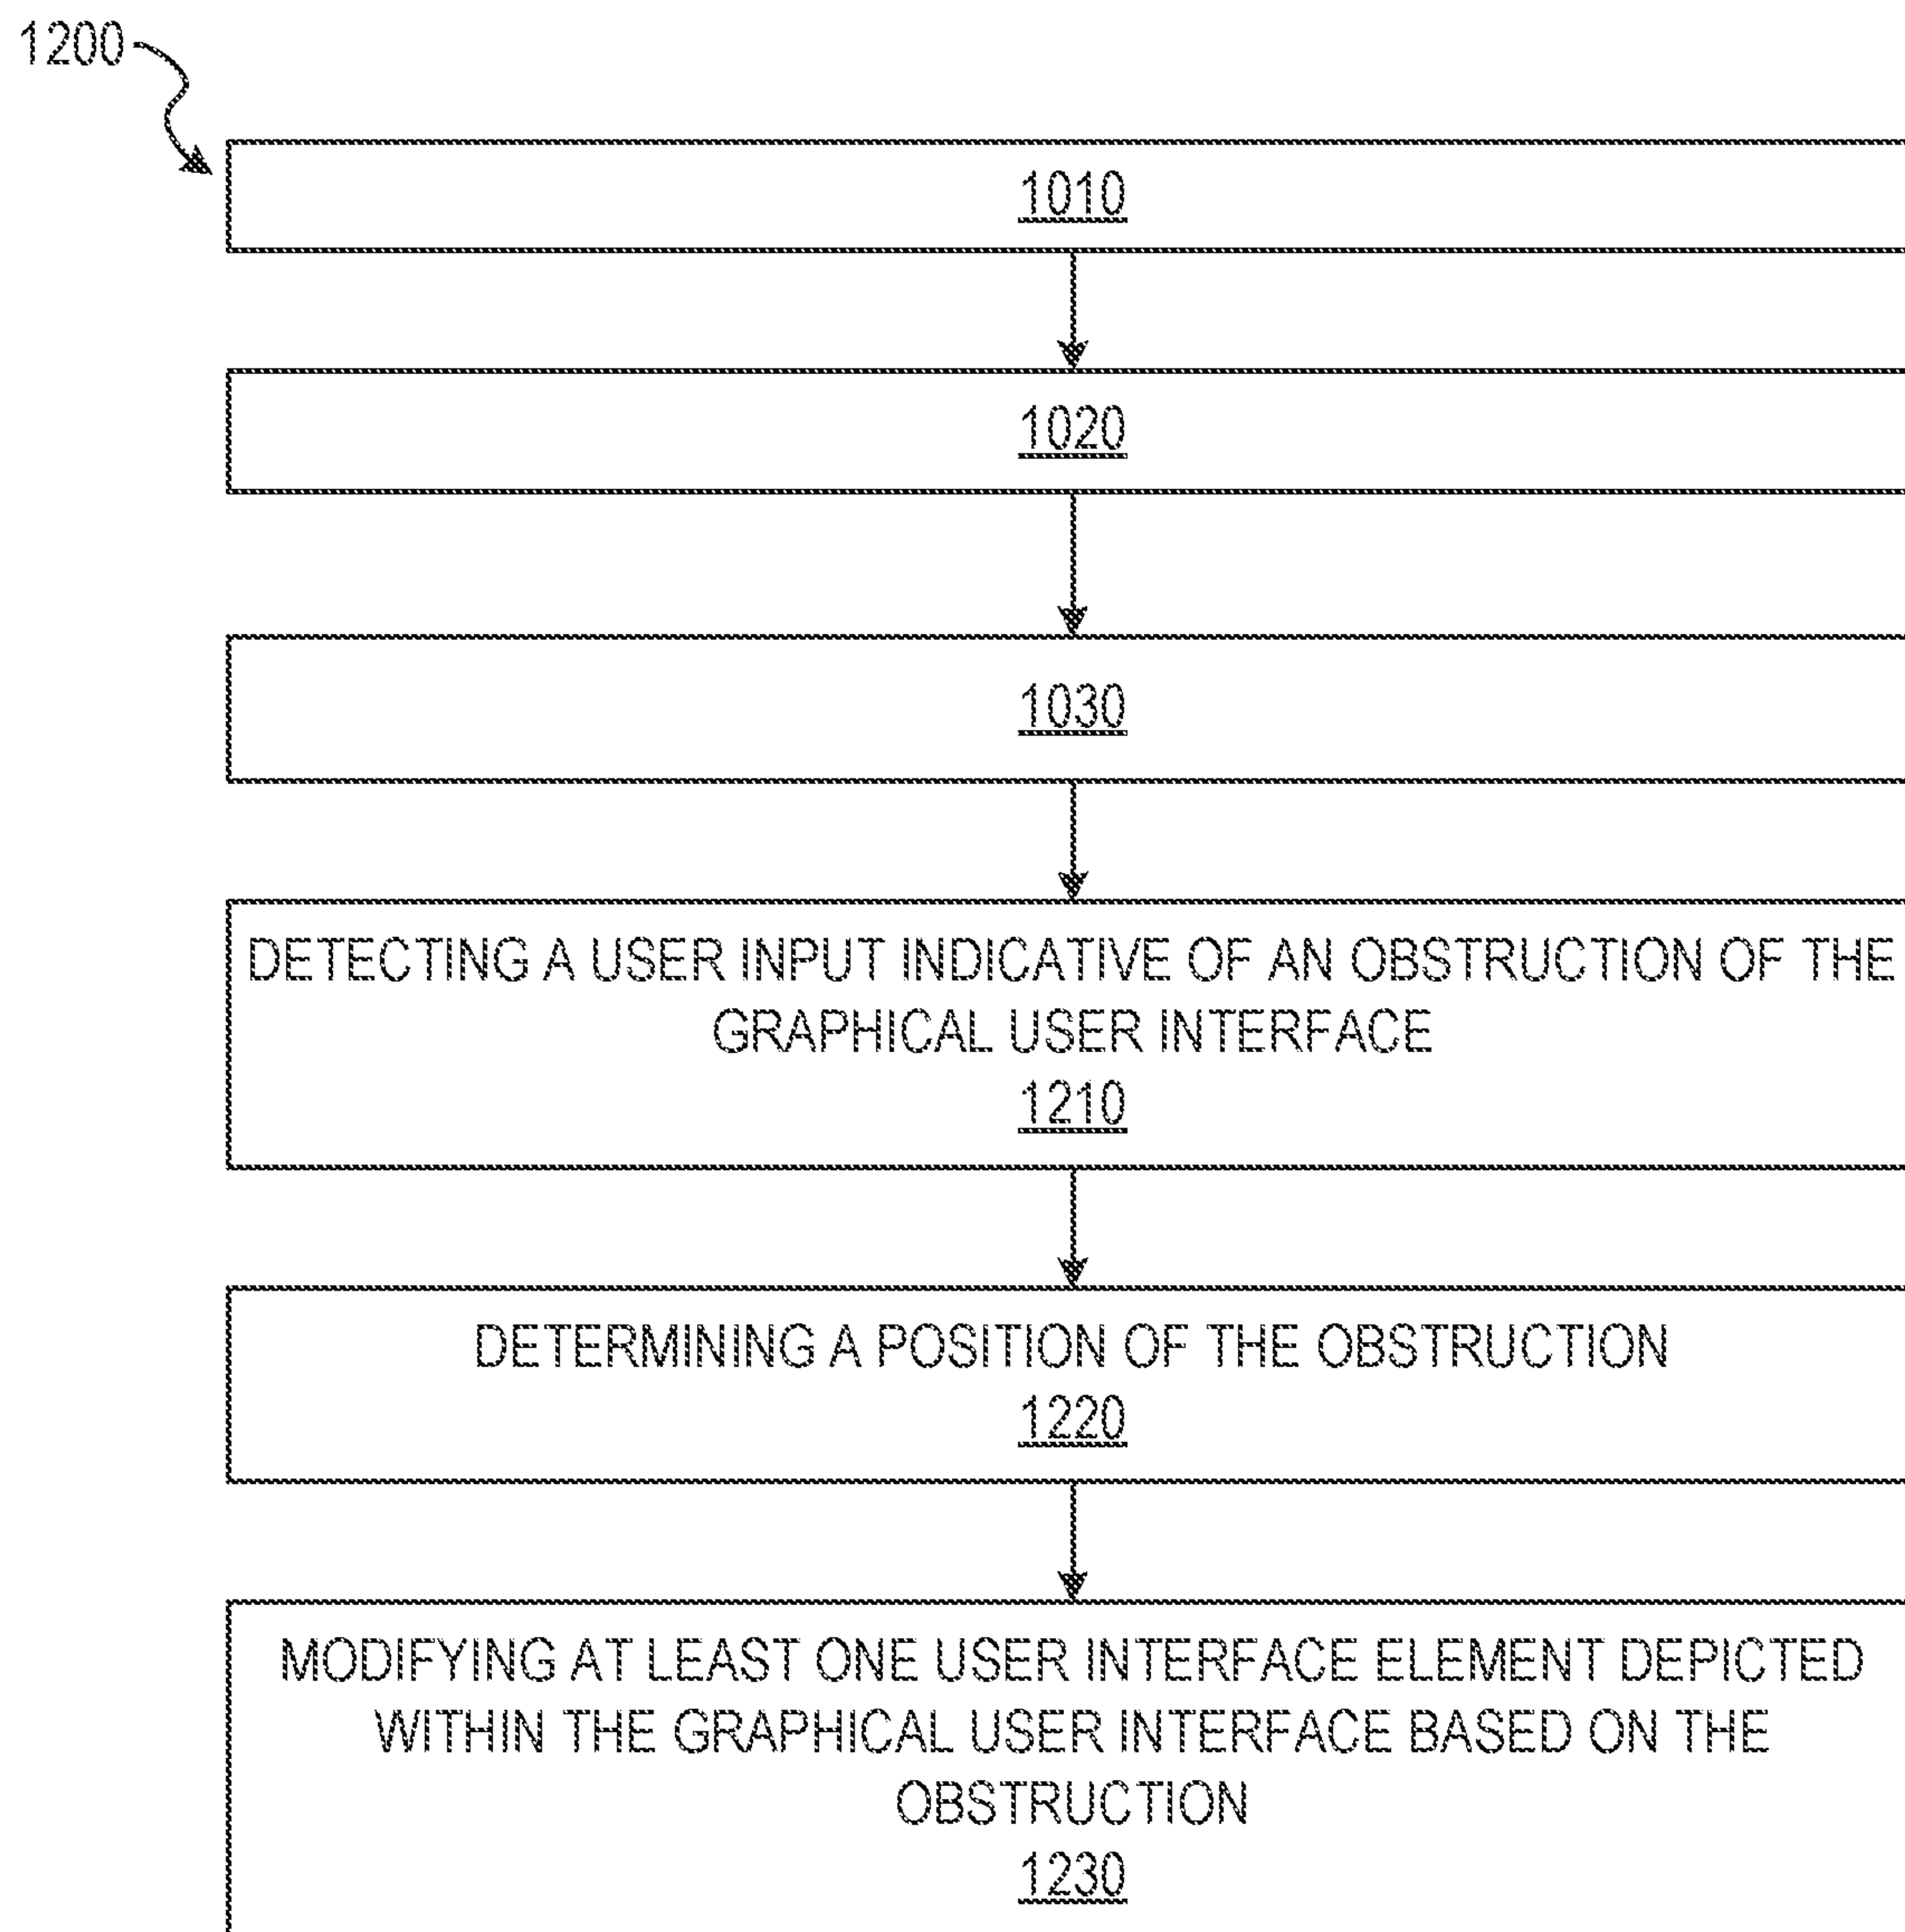 1200
1010
1020
1030
DETECTING A USER INPUT INDICATIVE OF AN OBSTRUCTION OF THE
GRAPHICAL USER INTERFACE
1210
DETERMINING A POSITION OF THE OBSTRUCTION
1220
MODIFYING AT LEAST ONE USER INTERFACE ELEMENT DEPICTED
WITHIN THE GRAPHICAL USER INTERFACE BASED ON THE
OBSTRUCTION
1230